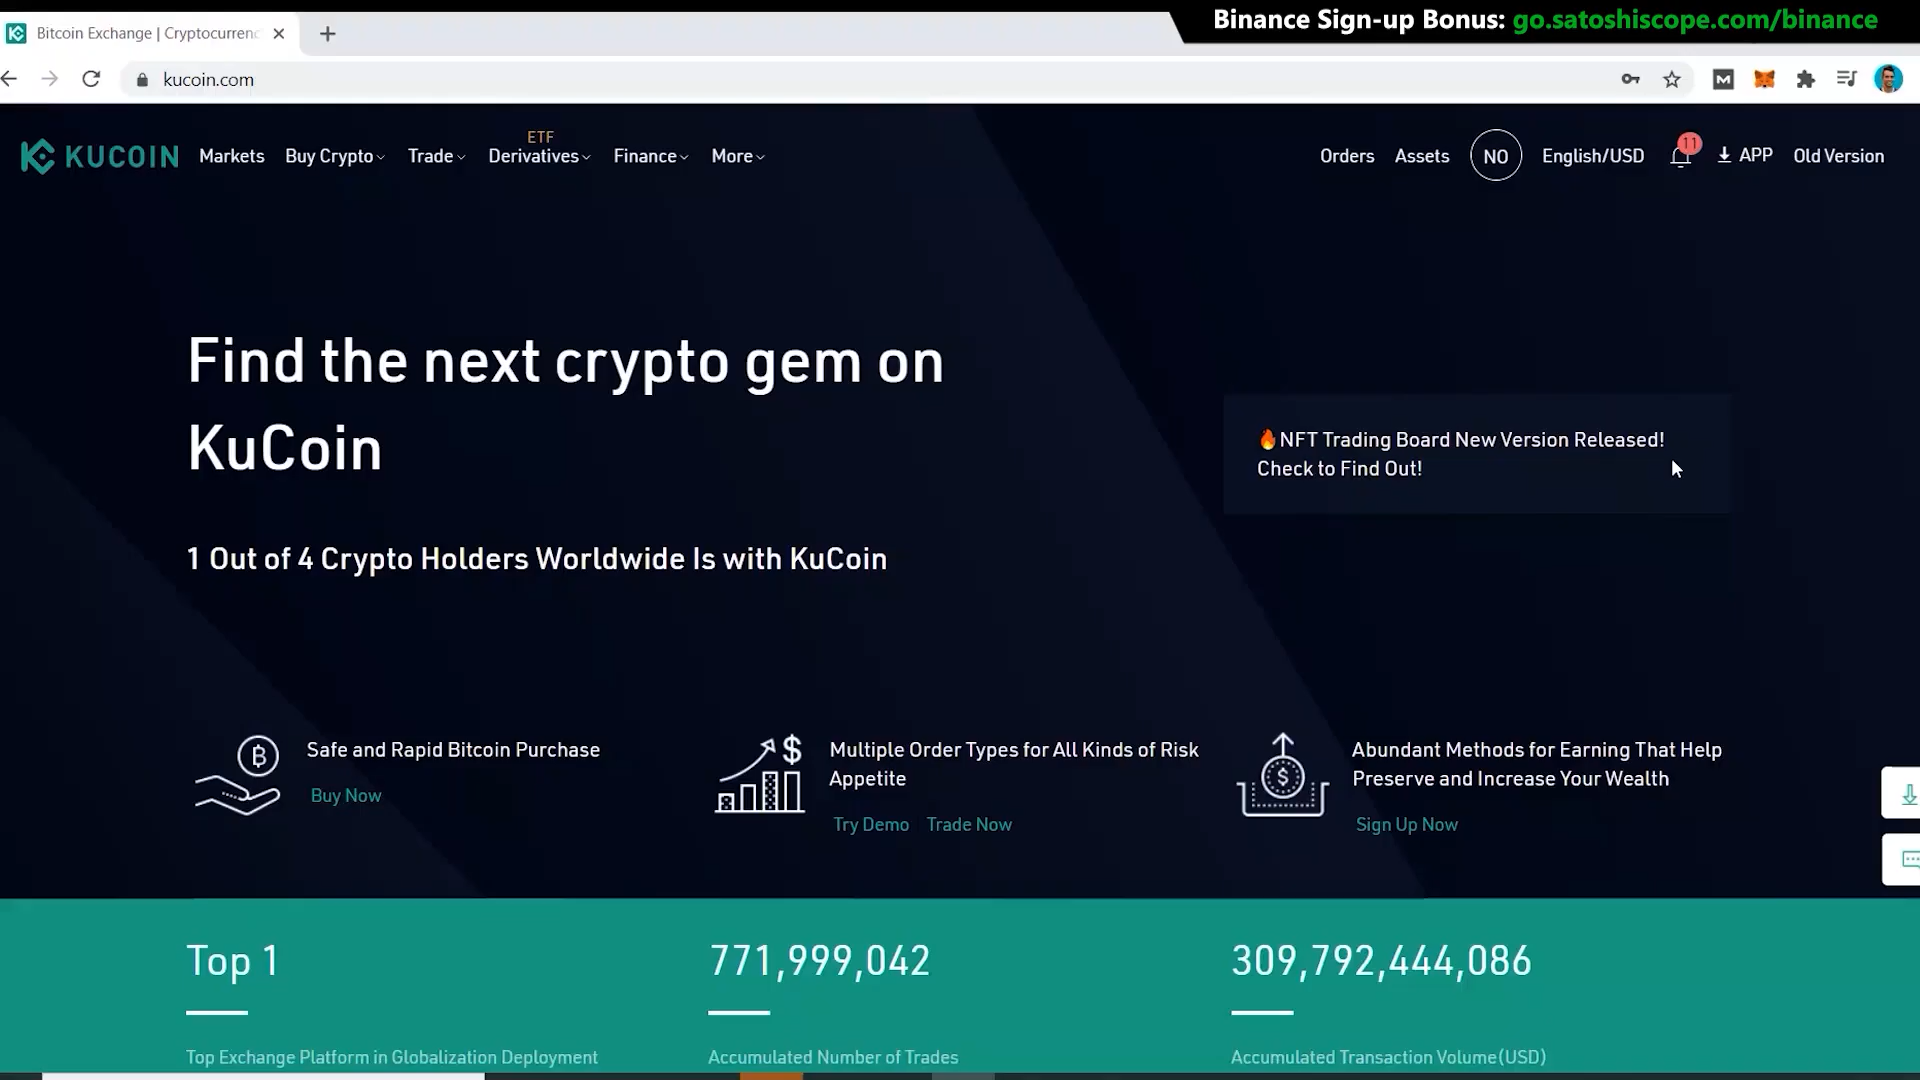 Binance Sign-up Bonus: go.satoshiscope.com/binance
Bitcoin Exchange | Cryptocurrenc
kucoin.com
KUCOIN Markets Buy Crypto Trade ETF Derivatives Finance More Orders Assets NO English/USD 11 APP Old Version
Find the next crypto gem on
KuCoin
🔥NFT Trading Board New Version Released!
Check to Find Out!
1 Out of 4 Crypto Holders Worldwide Is with KuCoin
Safe and Rapid Bitcoin Purchase
Buy Now
Multiple Order Types for All Kinds of Risk
Appetite
Try Demo Trade Now
Abundant Methods for Earning That Help
Preserve and Increase Your Wealth
Sign Up Now
Top 1
Top Exchange Platform in Globalization Deployment
771,999,042
Accumulated Number of Trades
309,792,444,086
Accumulated Transaction Volume(USD)